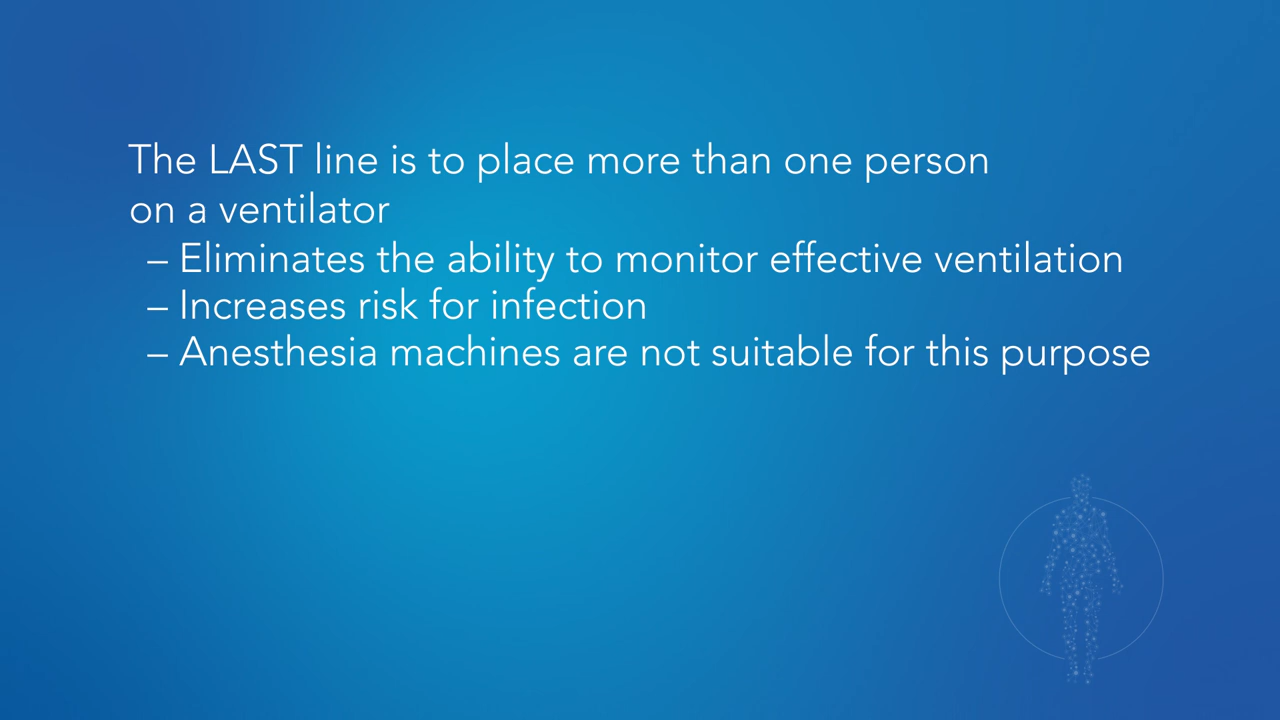 The LAST line is to place more than one person
on a ventilator
– Eliminates the ability to monitor effective ventilation
– Increases risk for infection
– Anesthesia machines are not suitable for this purpose